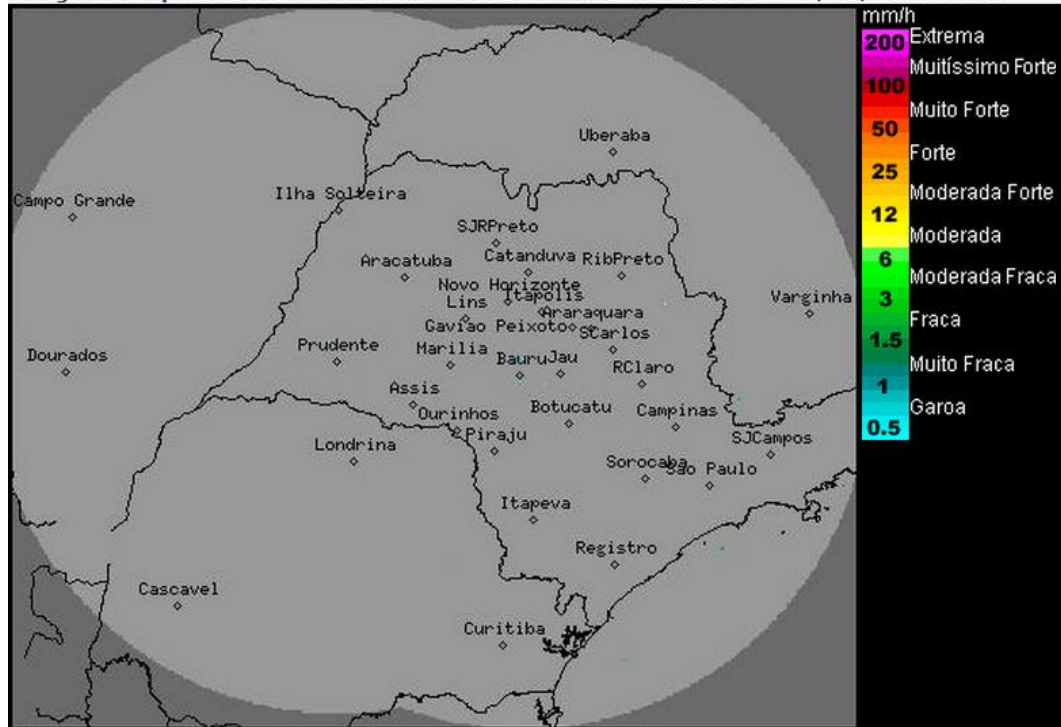 mm/h
200 Extrema
Muitíssimo Forte
100
Muito Forte
50
Forte
25
Moderada Forte
12
Moderada
6
Moderada Fraca
3
Fraca
1.5
Muito Fraca
1
Garoa
0.5
Uberaba
Campo Grande
Ilha Solteira
SJRPreto
Aracatuba
Catanduva
RibPreto
Novo Horizonte
Itapolis
Lins
Araraquara
Varginha
Gaviao Peixoto
SCarlos
Prudente
Marilia
Dourados
Bauru
Jau
RClaro
Assis
Ourinhos
Botucatu
Campinas
Londrina
Piraju
SJCampos
Sorocaba
Sao Paulo
Itapeva
Registro
Cascavel
Curitiba